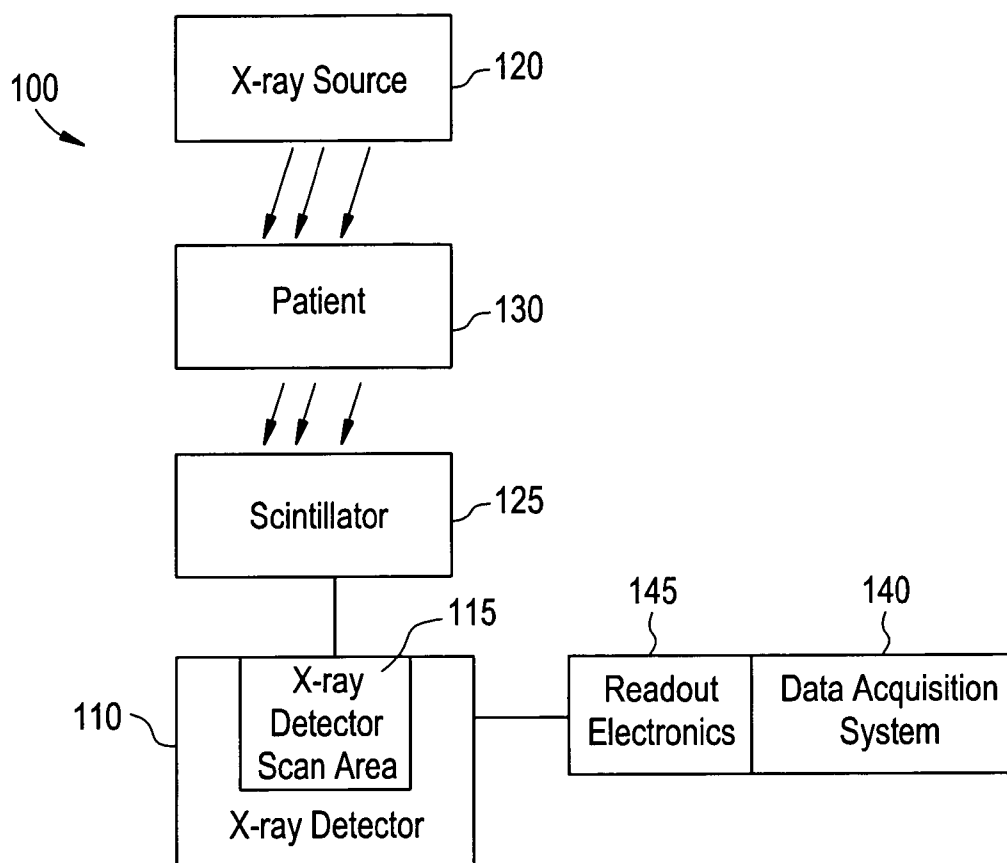 100
X-ray Source
120
Patient
130
Scintillator
125
115
X-ray
Detector
Scan Area
110
X-ray Detector
145
140
Readout
Electronics
Data Acquisition
System